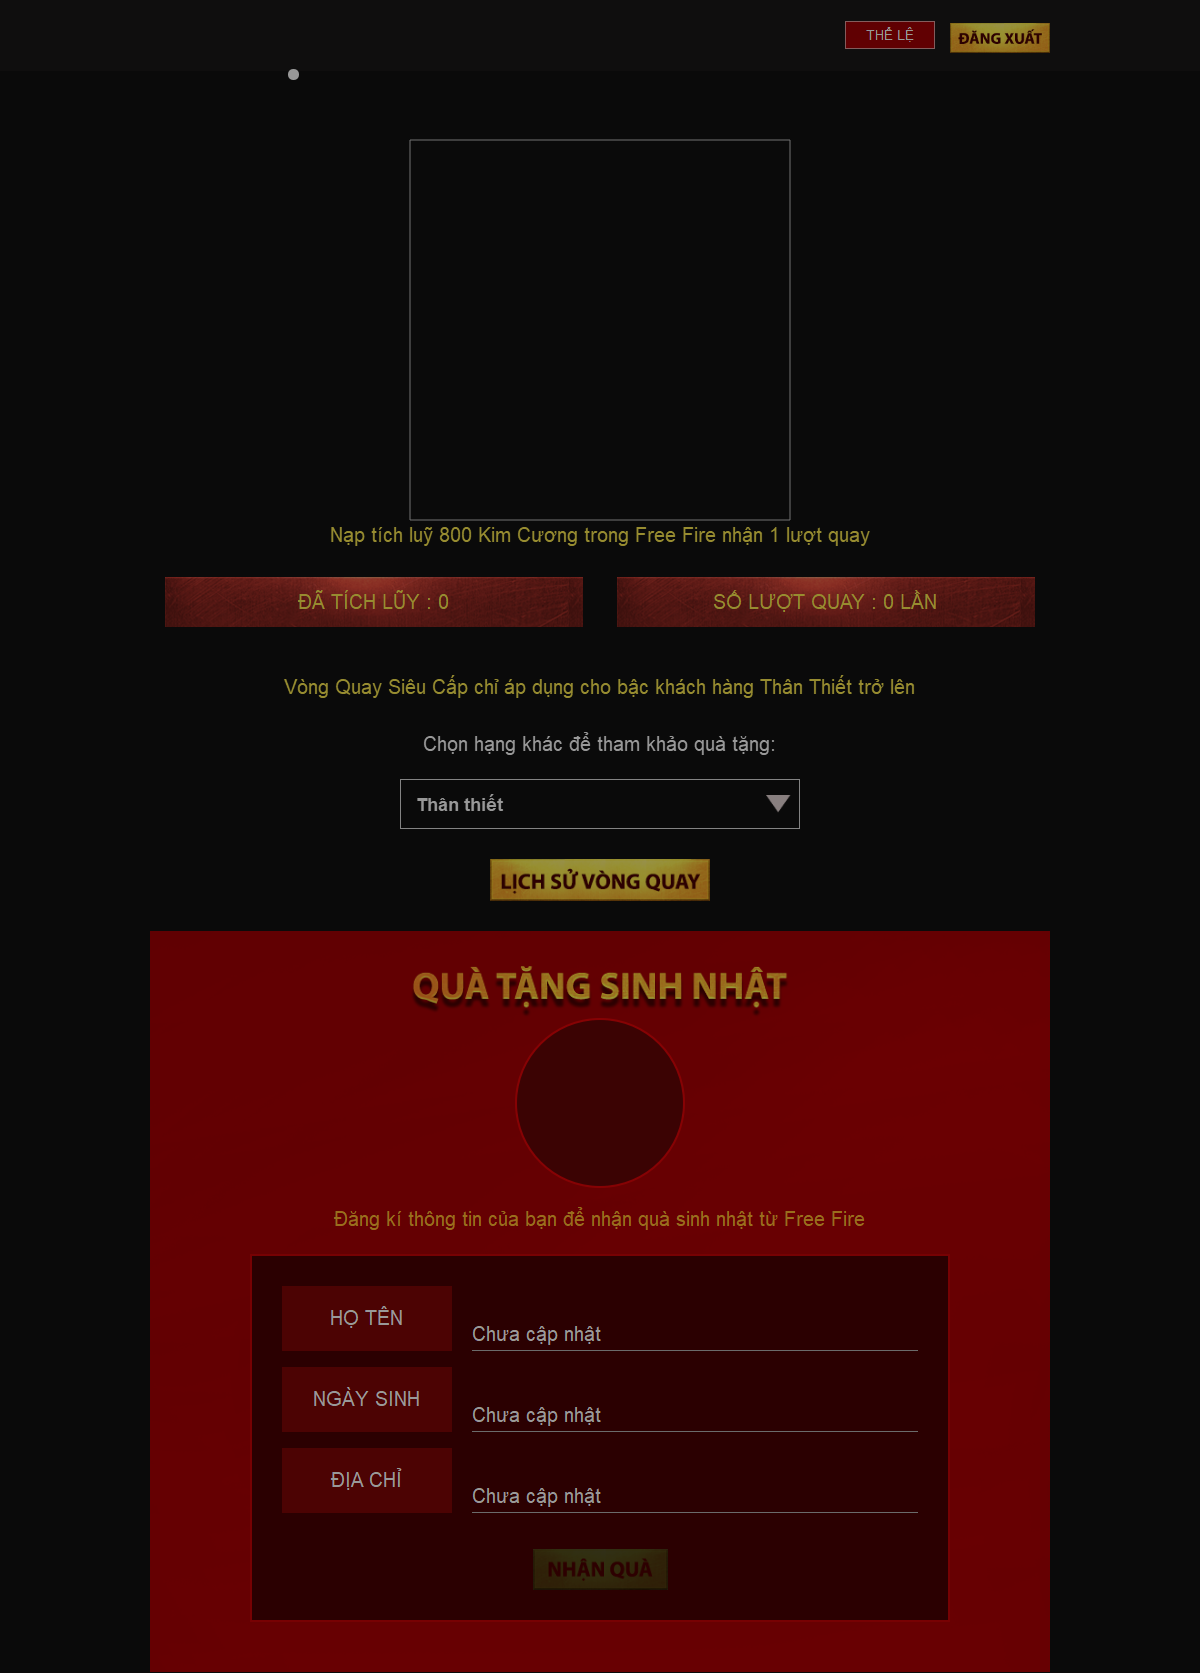 THỂ LỆ
ĐĂNG XUẤT
Nạp tích luỹ 800 Kim Cương trong Free Fire nhận 1 lượt quay
ĐÃ TÍCH LŨY : 0
SỐ LƯỢT QUAY : 0 LẦN
Vòng Quay Siêu Cấp chỉ áp dụng cho bậc khách hàng Thân Thiết trở lên
Chọn hạng khác để tham khảo quà tặng:
Thân thiết
LỊCH SỬ VÒNG QUAY
QUÀ TẶNG SINH NHẬT
Đăng kí thông tin của bạn để nhận quà sinh nhật từ Free Fire
HỌ TÊN
Chưa cập nhật
NGÀY SINH
Chưa cập nhật
ĐỊA CHỈ
Chưa cập nhật
NHẬN QUÀ